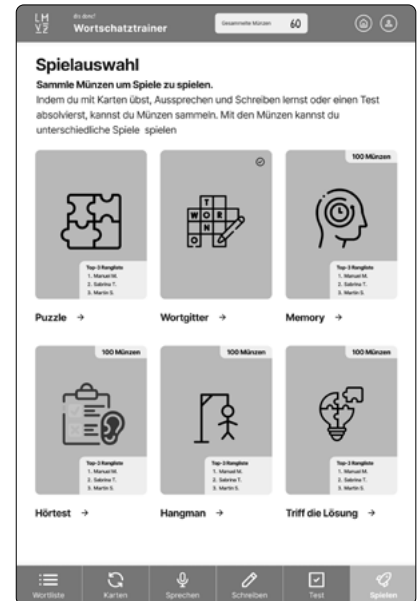 LH
VZ
dis donc!
Wortschatztrainer
Gesammelte Münzen 60
Spielauswahl
Sammle Münzen um Spiele zu spielen.
Indem du mit Karten übst, Aussprechen und Schreiben lernst oder einen Test
absolvierst, kannst du Münzen sammeln. Mit den Münzen kannst du
unterschiedliche Spiele spielen
Top-3 Rangliste
1. Manuel M.
2. Sabrina T.
3. Martin S.
Puzzle →
T
WORD
N
O
Wortgitter →
100 Münzen
Top-3 Rangliste
1. Manuel M.
2. Sabrina T.
3. Martin S.
Memory →
100 Münzen
Top-3 Rangliste
1. Manuel M.
2. Sabrina T.
3. Martin S.
Hörtest →
100 Münzen
Top-3 Rangliste
1. Manuel M.
2. Sabrina T.
3. Martin S.
Hangman →
100 Münzen
Top-3 Rangliste
1. Manuel M.
2. Sabrina T.
3. Martin S.
Triff die Lösung →
Wortliste
Karten
Sprechen
Schreiben
Test
Spielen